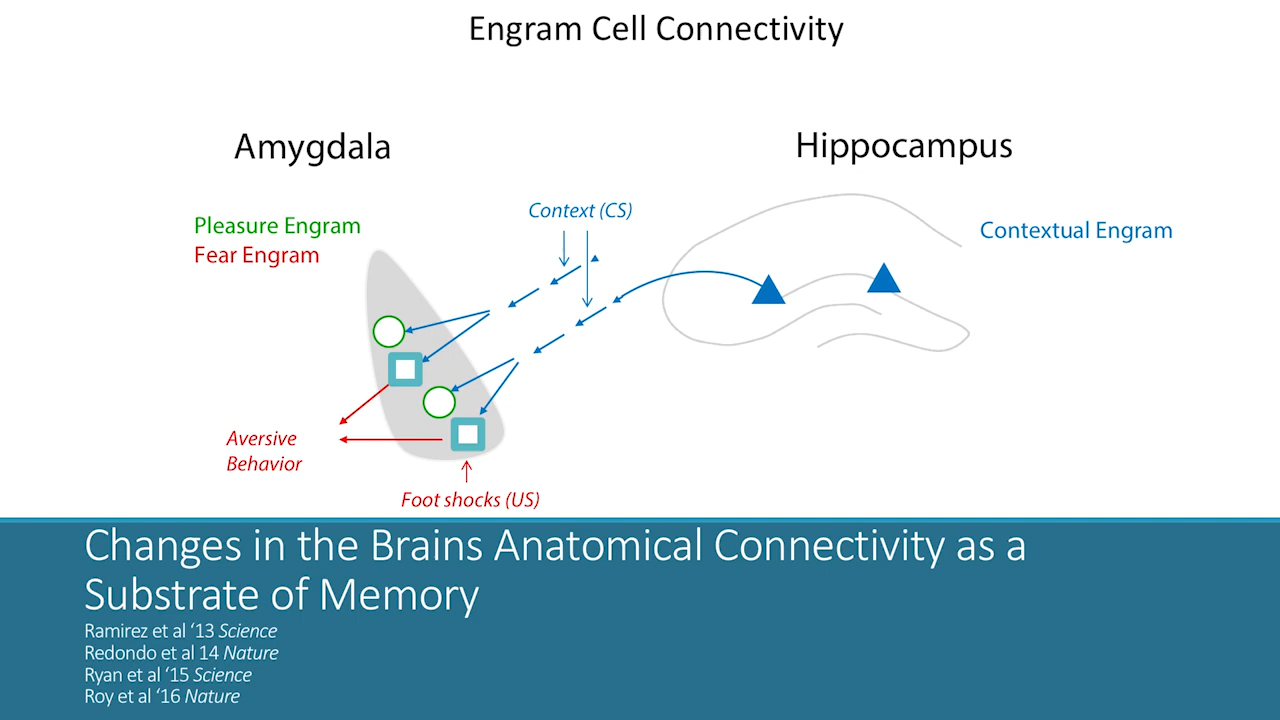 Engram Cell Connectivity
Amygdala
Hippocampus
Pleasure Engram
Fear Engram
Context (CS)
Contextual Engram
Aversive
Behavior
Foot shocks (US)
Changes in the Brains Anatomical Connectivity as a
Substrate of Memory
Ramirez et al ‘13 Science
Redondo et al 14 Nature
Ryan et al ‘15 Science
Roy et al ‘16 Nature